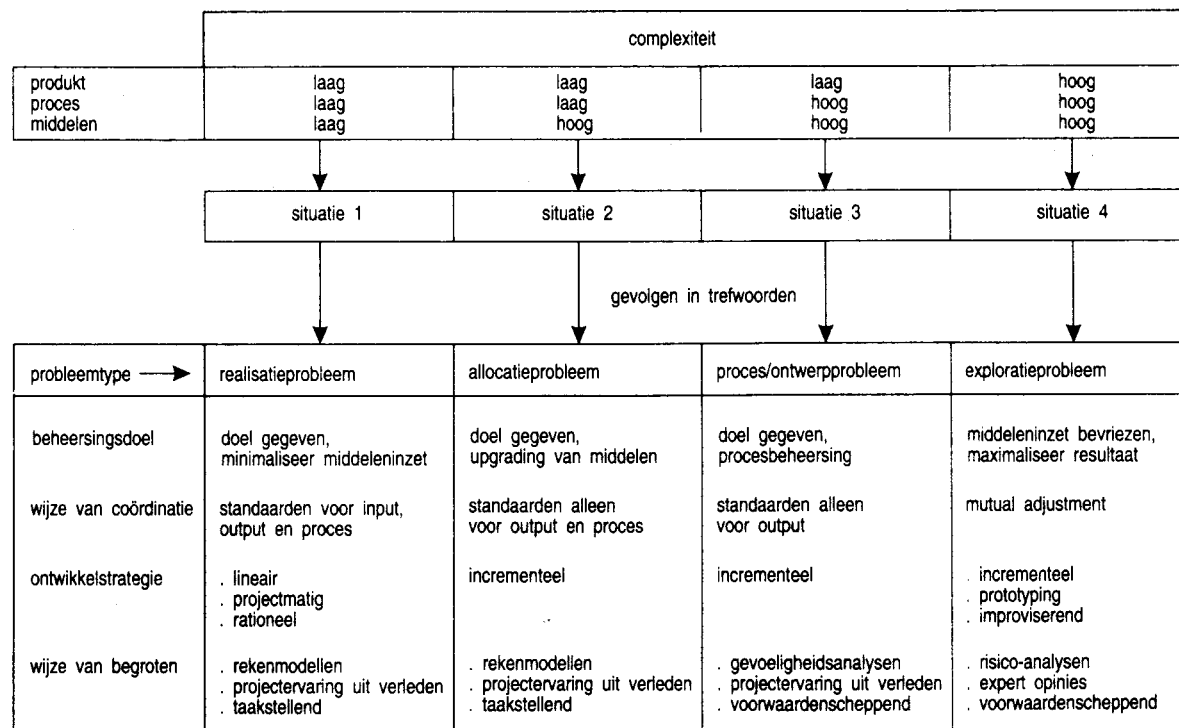 complexiteit
produkt laag laag laag hoog
proces laag laag hoog hoog
middelen laag hoog hoog hoog
situatie 1 situatie 2 situatie 3 situatie 4
gevolgen in trefwoorden
probleemtype realisatieprobleem allocatieprobleem proces/ontwerpprobleem exploratieprobleem
beheersingsdoel doel gegeven, doel gegeven, doel gegeven, middeleninzet bevriezen,
minimaliseer middeleninzet upgrading van middelen procesbeheersing maximaliseer resultaat
wijze van coördinatie standaarden voor input, standaarden alleen standaarden alleen mutual adjustment
output en proces voor output en proces voor output
ontwikkelstrategie . lineair incrementeel incrementeel . incrementeel
. projectmatig . prototyping
. rationeel . improviserend
wijze van begroten . rekenmodellen . rekenmodellen . gevoeligheidsanalysen . risico-analysen
. projectervaring uit verleden . projectervaring uit verleden . projectervaring uit verleden . expert opinies
. taakstellend . taakstellend . voorwaardenscheppend . voorwaardenscheppend